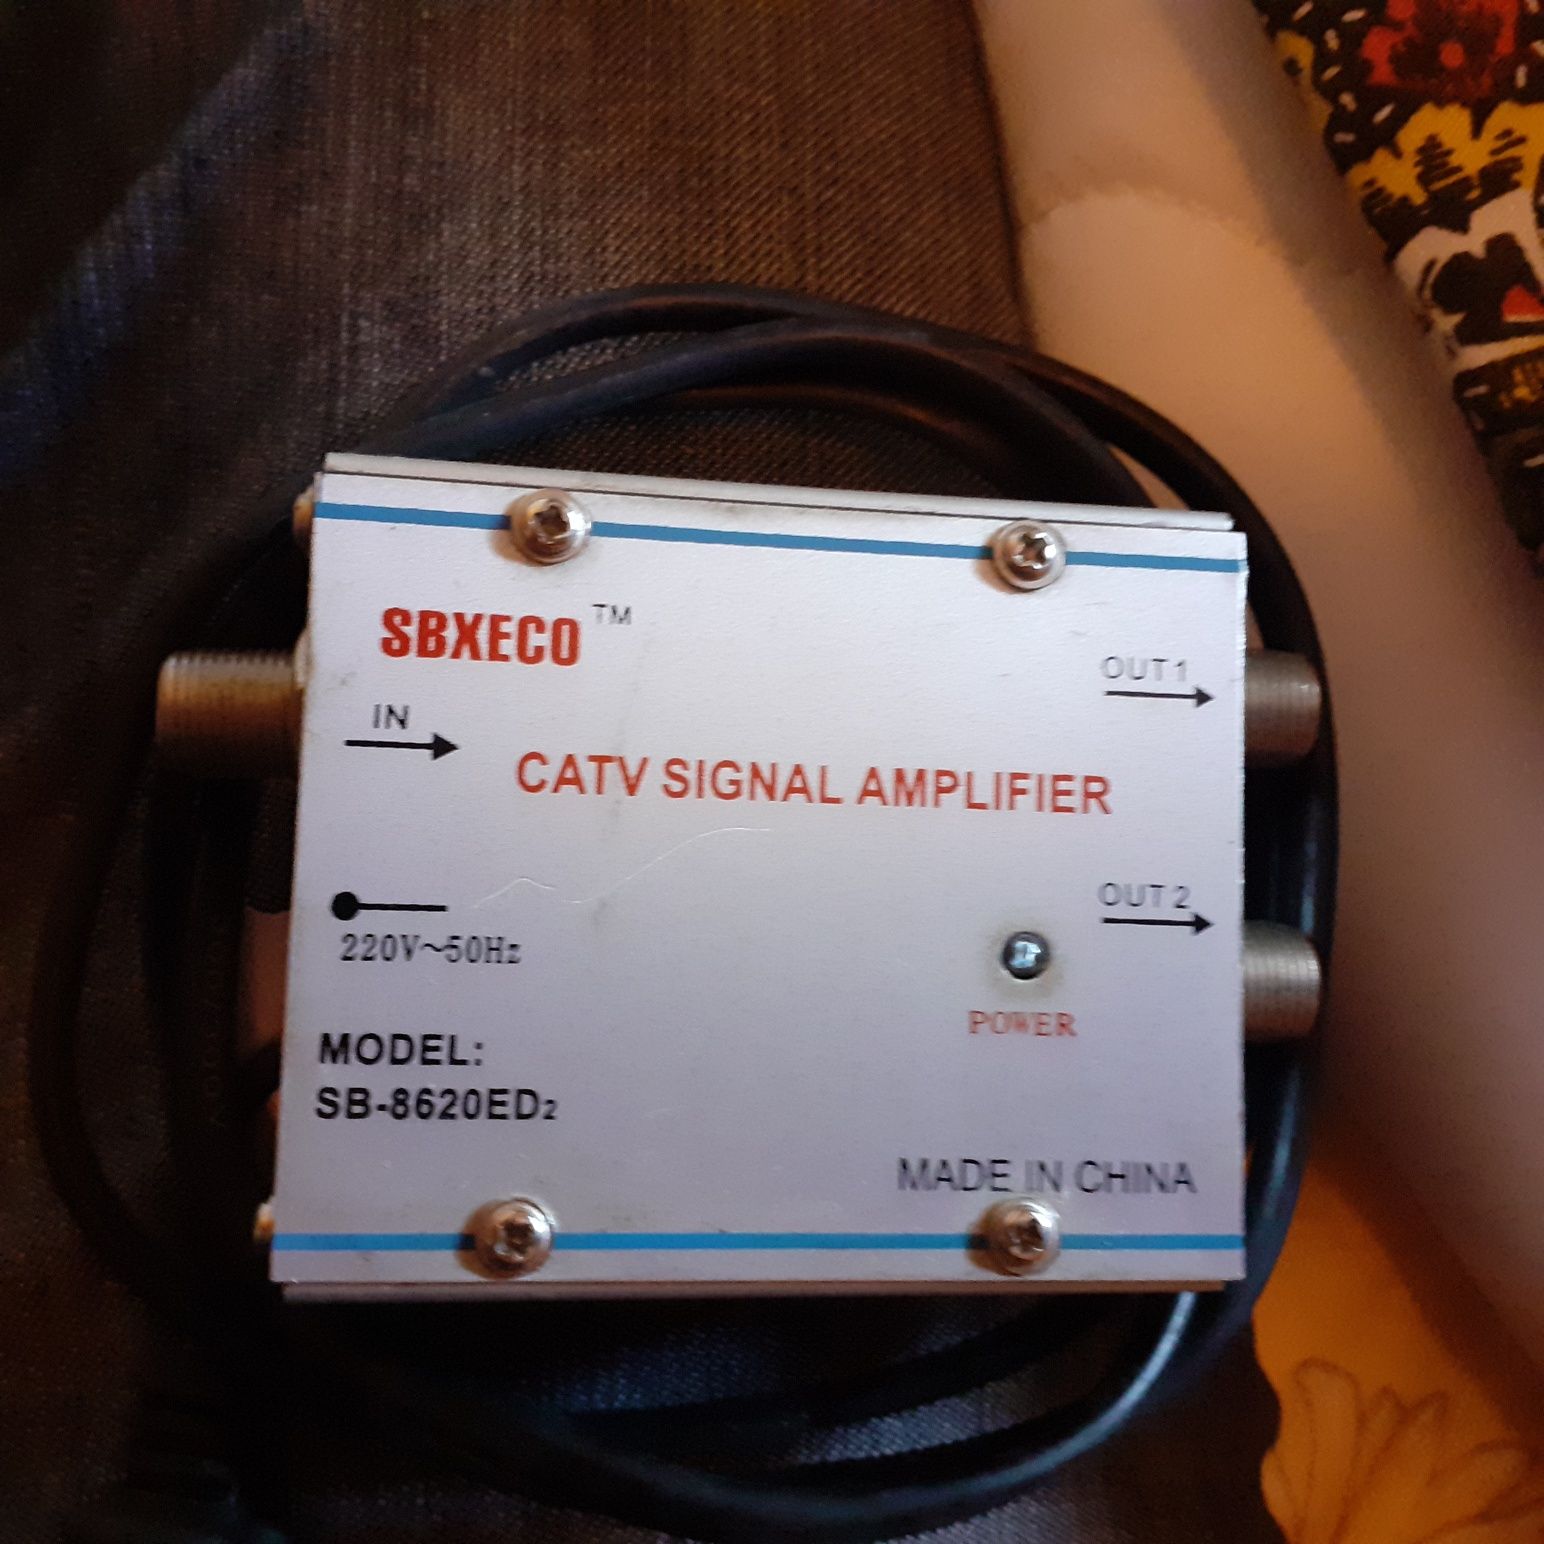 SBXECO™
IN
CATV SIGNAL AMPLIFIER
OUT 1
OUT 2
220V~50Hz
POWER
MODEL:
SB-8620ED₂
MADE IN CHINA